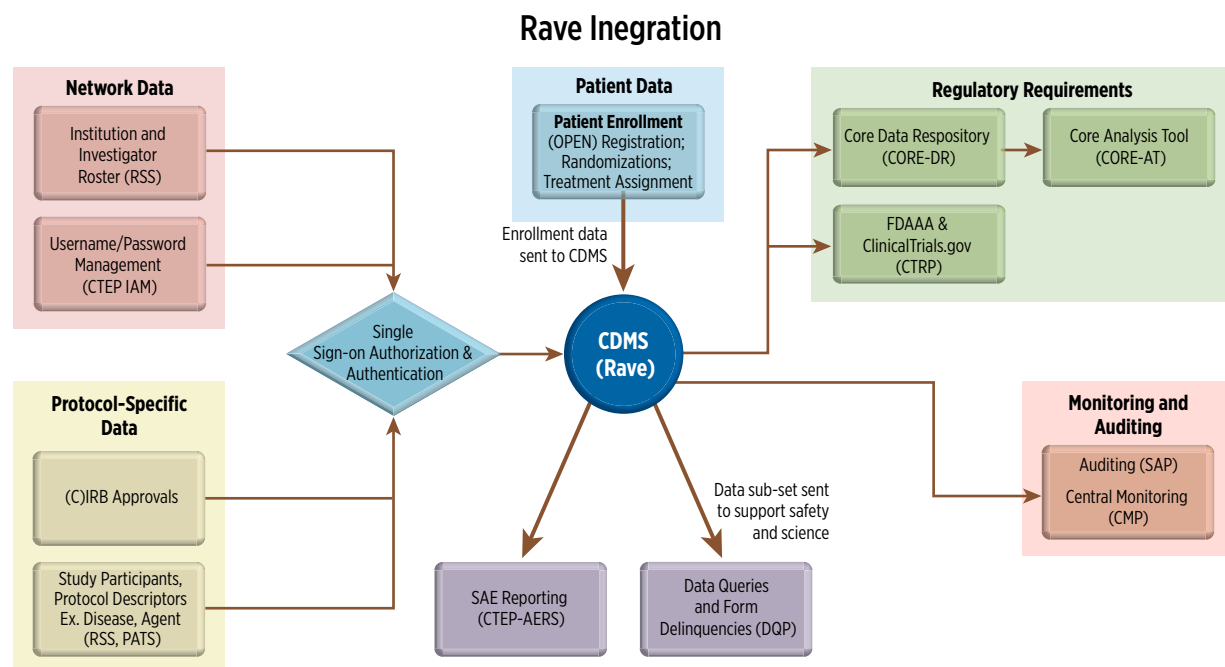 Rave Inegration
Network Data
Institution and
Investigator
Roster (RSS)
Username/Password
Management
(CTEP IAM)
Protocol-Specific
Data
(C)IRB Approvals
Study Participants,
Protocol Descriptors
Ex. Disease, Agent
(RSS, PATS)
Single
Sign-on Authorization &
Authentication
Patient Data
Patient Enrollment
(OPEN) Registration;
Randomizations;
Treatment Assignment
Enrollment data
sent to CDMS
CDMS
(Rave)
SAE Reporting
(CTEP-AERS)
Data sub-set sent
to support safety
and science
Data Queries
and Form
Delinquencies (DQP)
Regulatory Requirements
Core Data Respository
(CORE-DR)
Core Analysis Tool
(CORE-AT)
FDAAA &
ClinicalTrials.gov
(CTRP)
Monitoring and
Auditing
Auditing (SAP)
Central Monitoring
(CMP)